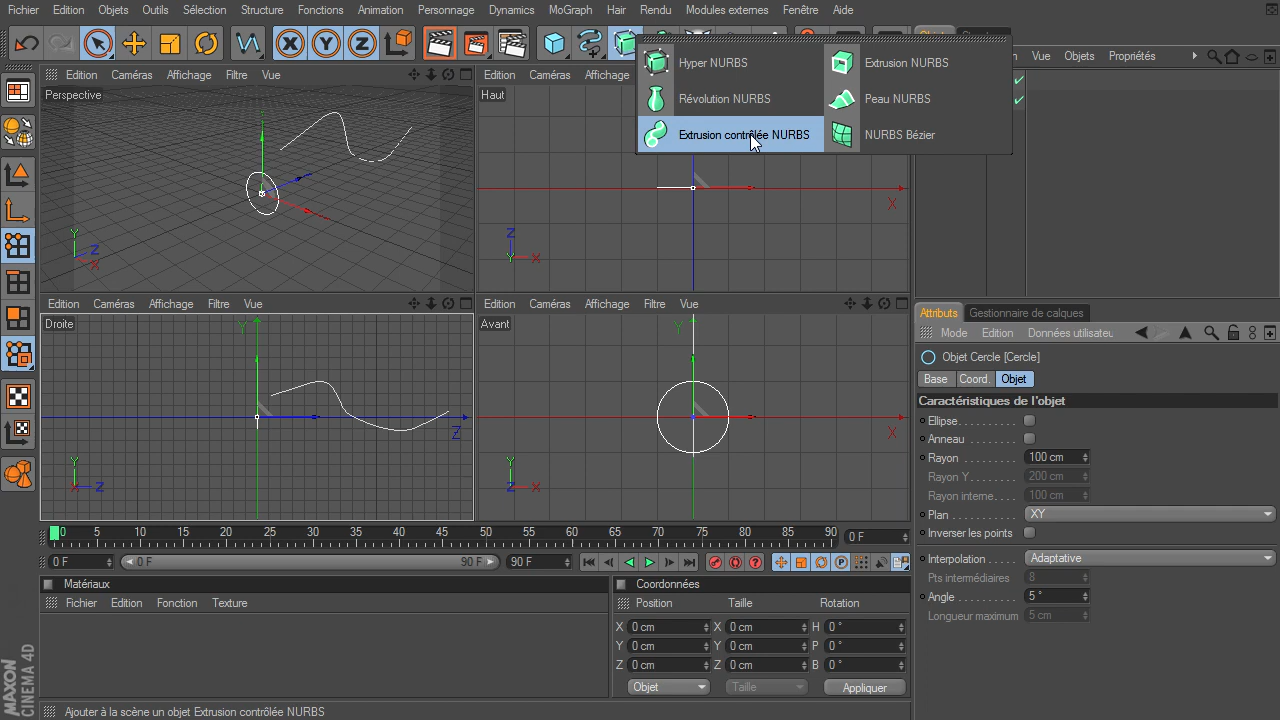 Fichier Edition Objets Outils Sélection Structure Fonctions Animation Personnage Dynamics MoGraph Hair Rendu Modules externes Fenêtre Aide
Hyper NURBS Extrusion NURBS
Révolution NURBS Peau NURBS
Extrusion contrôlée NURBS NURBS Bézier
Vue Objets Propriétés
Edition Caméras Affichage Filtre Vue
Perspective
Y Z X
Edition Caméras Affichage
Haut
X
Z Y X
Edition Caméras Affichage Filtre Vue
Droite
Y
Z
Y X Z
Edition Caméras Affichage Filtre Vue
Avant
Y
X
Y Z X
Attributs Gestionnaire de calques
Mode Edition Données utilisateu
Objet Cercle [Cercle]
Base Coord. Objet
Caractéristiques de l'objet
Ellipse
Anneau
Rayon 100 cm
Rayon Y 200 cm
Rayon interne 100 cm
Plan XY
Inverser les points
Interpolation Adaptative
Pts intermédiaires 8
Angle 5 °
Longueur maximum 5 cm
0 5 10 15 20 25 30 35 40 45 50 55 60 65 70 75 80 85 90 0 F
0 F 0 F 90 F 90 F
Matériaux
Fichier Edition Fonction Texture
Coordonnées
Position Taille Rotation
X 0 cm X 0 cm H 0 °
Y 0 cm Y 0 cm P 0 °
Z 0 cm Z 0 cm B 0 °
Objet Taille Appliquer
MAXON
CINEMA 4D
Ajouter à la scène un objet Extrusion contrôlée NURBS